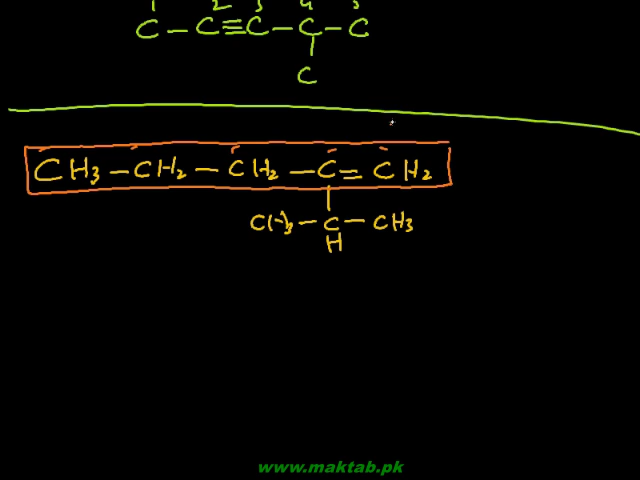 1 2 3 4 5
C – C ≡ C – C – C
C
CH3 – CH2 – CH2 – C = CH2
CH3 – C – CH3
H
www.maktab.pk